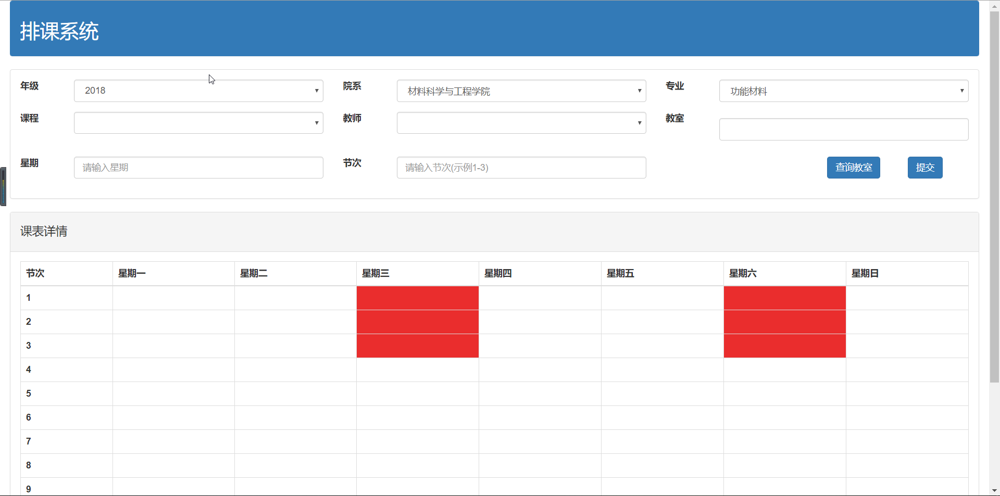 排课系统
年级 2018 院系 材料科学与工程学院 专业 功能材料
课程 教师 教室
星期 请输入星期 节次 请输入节次(示例1-3) 查询教室 提交
课表详情
节次 星期一 星期二 星期三 星期四 星期五 星期六 星期日
1
2
3
4
5
6
7
8
9